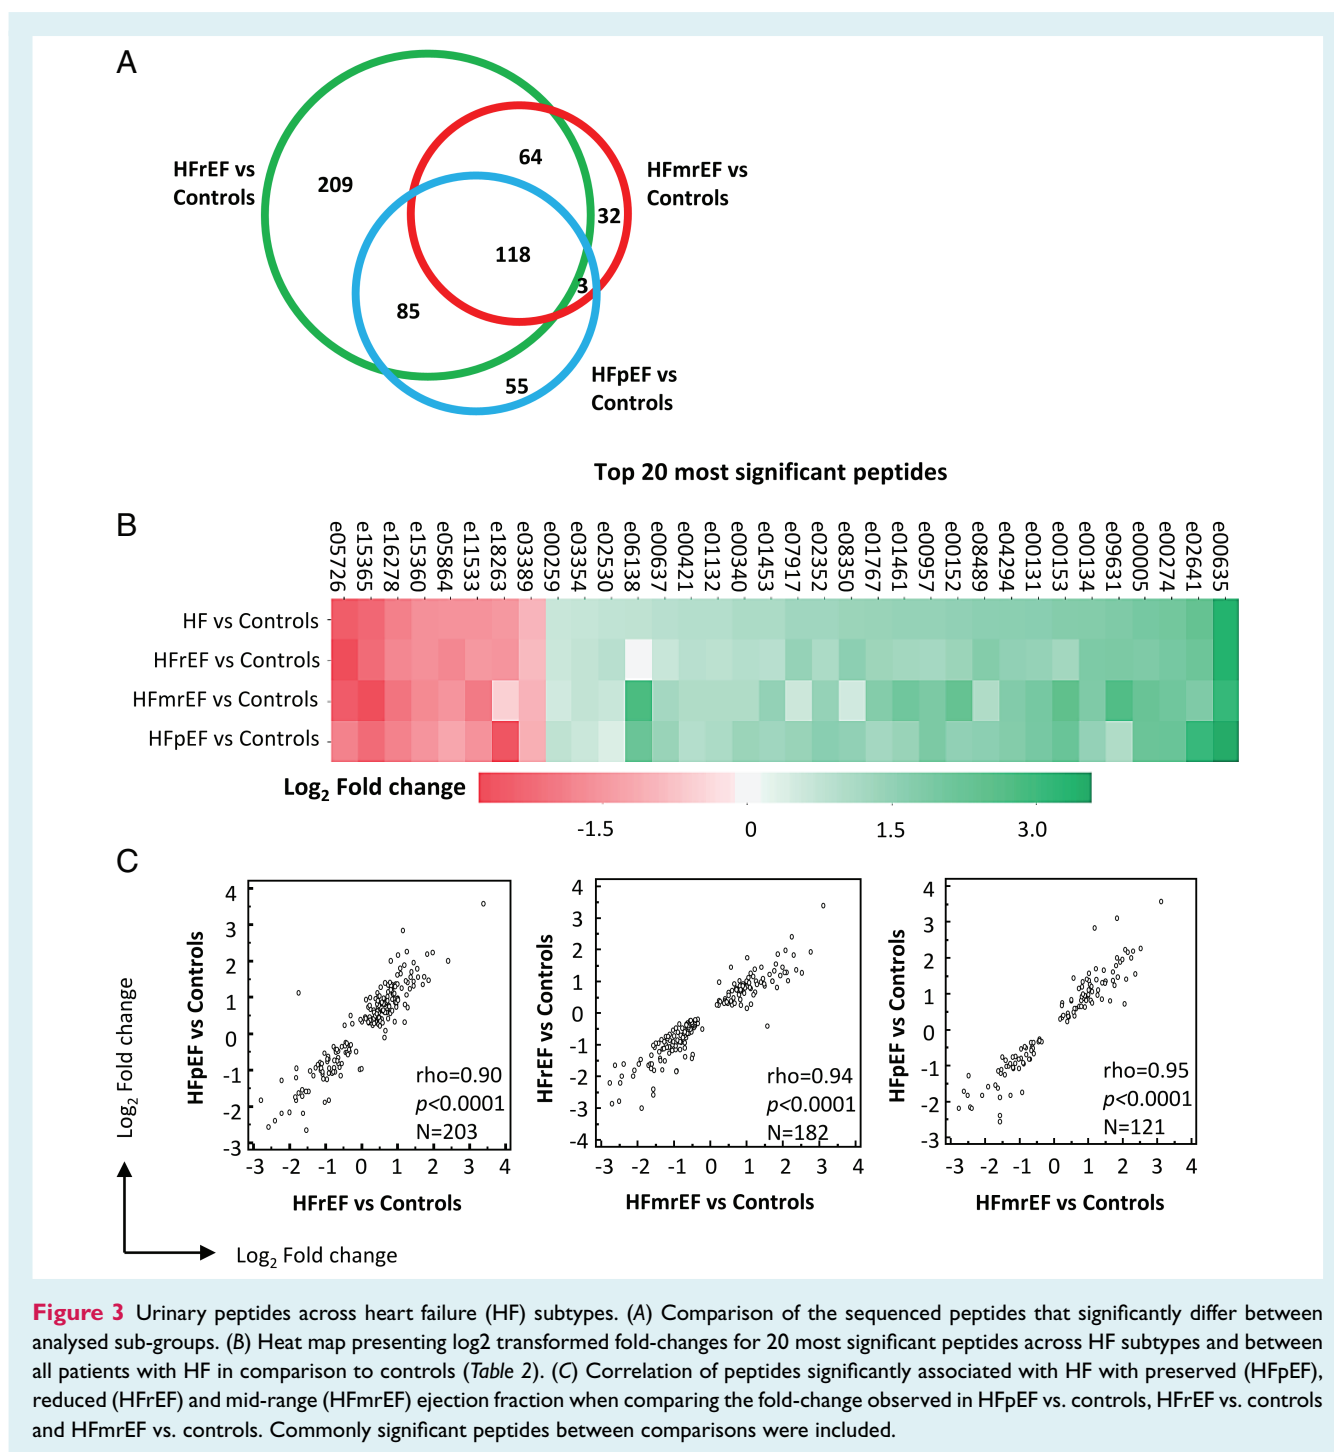 A
HFrEF vs
Controls
209
64
HFmrEF vs
Controls
32
118
3
85
55
HFpEF vs
Controls
Top 20 most significant peptides
B
e05726 e15365 e16278 e15360 e05864 e11533 e18263 e03889 e00259 e03354 e02530 e06138 e00637 e00421 e01132 e00340 e01453 e07917 e02352 e08350 e01767 e01461 e00957 e00152 e08489 e04294 e00131 e00153 e00134 e09631 e00005 e00274 e02641 e00635
HF vs Controls
HFrEF vs Controls
HFmrEF vs Controls
HFpEF vs Controls
Log₂ Fold change
-1.5 0 1.5 3.0
C
Log₂ Fold change
HFpEF vs Controls
4
3
2
1
0
-1
-2
-3
rho=0.90
p<0.0001
N=203
-3 -2 -1 0 1 2 3 4
HFrEF vs Controls
HFrEF vs Controls
4
3
2
1
0
-1
-2
-3
-4
rho=0.94
p<0.0001
N=182
-3 -2 -1 0 1 2 3 4
HFmrEF vs Controls
HFpEF vs Controls
4
3
2
1
0
-1
-2
-3
rho=0.95
p<0.0001
N=121
-3 -2 -1 0 1 2 3 4
HFmrEF vs Controls
Log₂ Fold change
Figure 3 Urinary peptides across heart failure (HF) subtypes. (A) Comparison of the sequenced peptides that significantly differ between
analysed sub-groups. (B) Heat map presenting log2 transformed fold-changes for 20 most significant peptides across HF subtypes and between
all patients with HF in comparison to controls (Table 2). (C) Correlation of peptides significantly associated with HF with preserved (HFpEF),
reduced (HFrEF) and mid-range (HFmrEF) ejection fraction when comparing the fold-change observed in HFpEF vs. controls, HFrEF vs. controls
and HFmrEF vs. controls. Commonly significant peptides between comparisons were included.